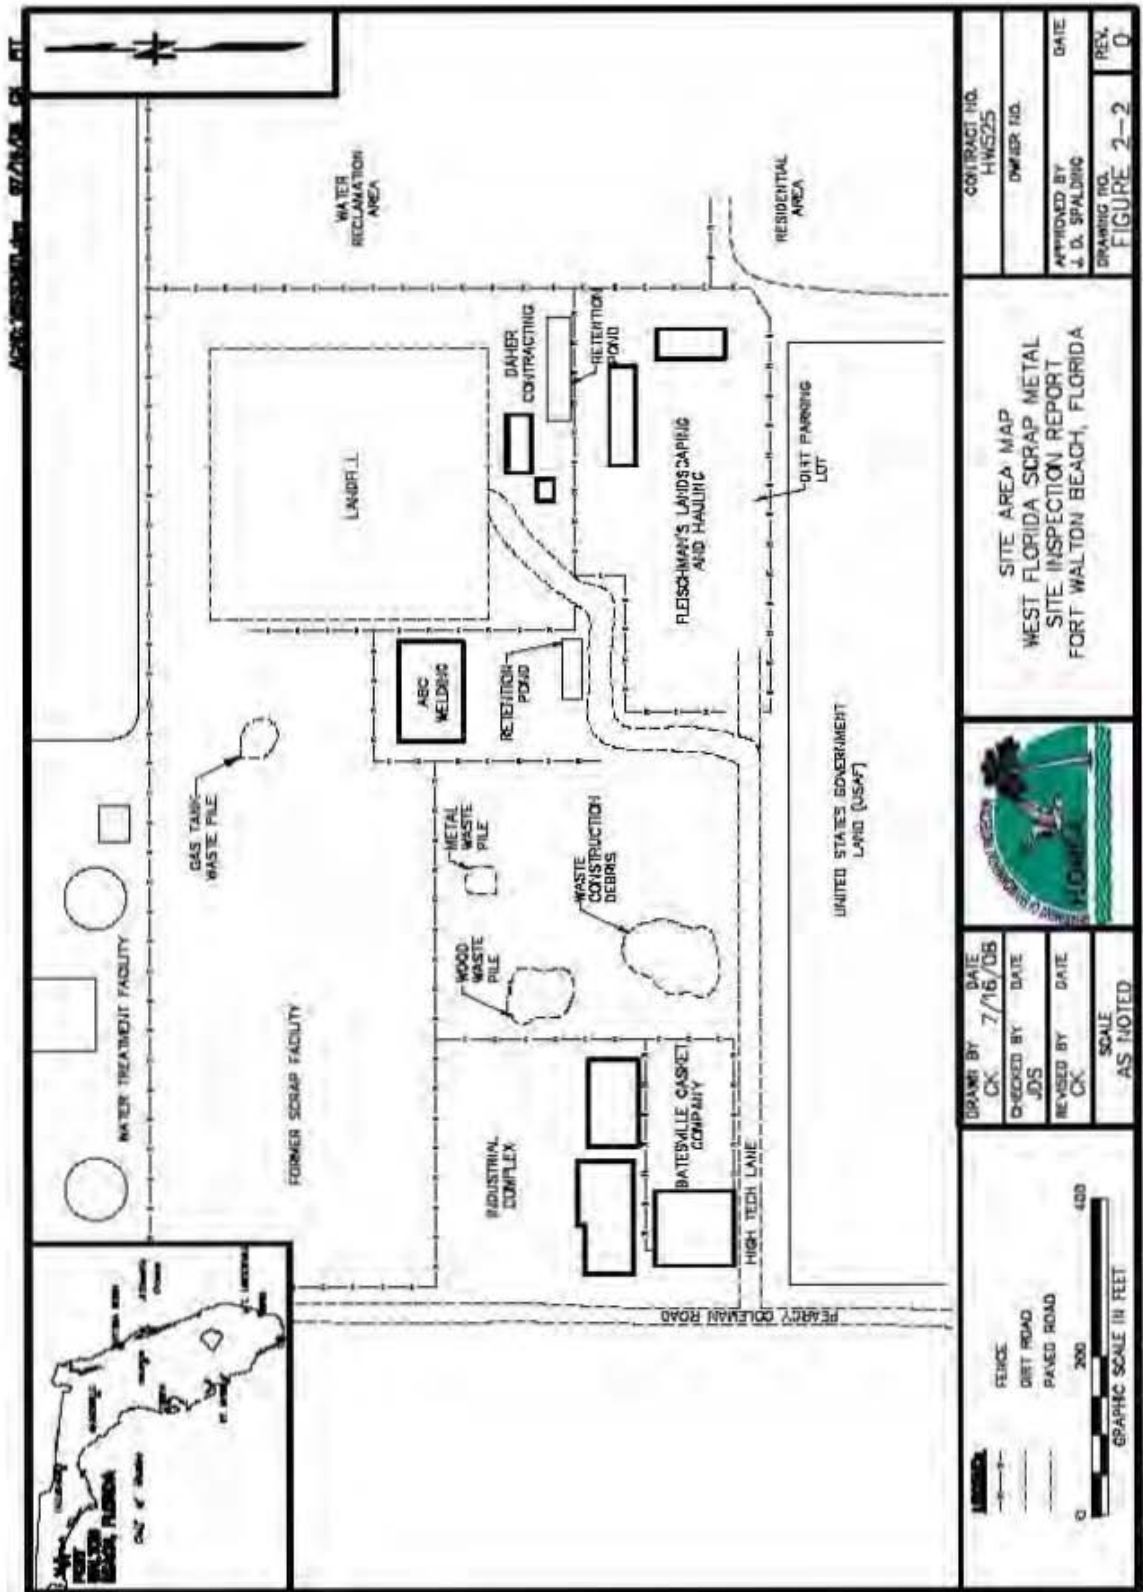 WATER TREATMENT FACILITY
GAS TANK
WASTE PILE
FORMER SCRAP FACILITY
LANDFILL
WATER
RECLAMATION
AREA
ABC
WELDING
DAHER
CONTRACTING
RETENTION
POND
RETENTION
POND
METAL
WASTE
PILE
WOOD
WASTE
PILE
WASTE
CONSTRUCTION
DEBRIS
INDUSTRIAL
COMPLEX
BATESVILLE CASKET
COMPANY
FLEISCHMAN'S LANDSCAPING
AND HAULING
RESIDENTIAL
AREA
HIGH TECH LANE
DIRT PARKING
LOT
PEARCY COLEMAN ROAD
UNITED STATES GOVERNMENT
LAND (USAF)
FORT
WALTON
BEACH, FLORIDA
LEGEND
FENCE
DIRT ROAD
PAVED ROAD
0 200 400
GRAPHIC SCALE IN FEET
DRAWN BY DATE
CK 7/16/08
CHECKED BY DATE
JDS
REVISED BY DATE
CK
SCALE
AS NOTED
FLORIDA
SITE AREA MAP
WEST FLORIDA SCRAP METAL
SITE INSPECTION REPORT
FORT WALTON BEACH, FLORIDA
CONTRACT NO.
HW525
OWNER NO.
APPROVED BY DATE
J. D. SPALDING
DRAWING NO. REV.
FIGURE 2-2 0